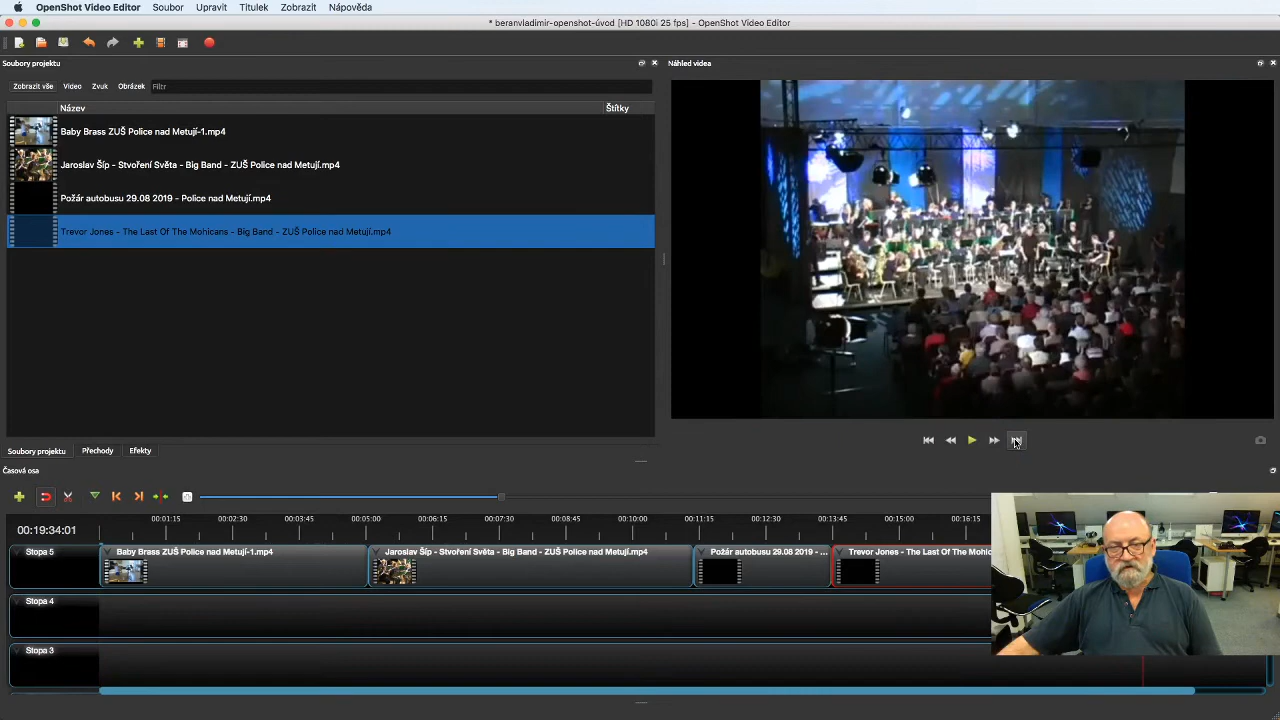 OpenShot Video Editor Soubor Upravit Titulek Zobrazit Nápověda
* beranvladimir-openshot-úvod [HD 1080i 25 fps] - OpenShot Video Editor
Soubory projektu
Náhled videa
Zobrazit vše Video Zvuk Obrázek Filtr
Název Štítky
Baby Brass ZUŠ Police nad Metují-1.mp4
Jaroslav Šíp - Stvoření Světa - Big Band - ZUŠ Police nad Metují.mp4
Požár autobusu 29.08 2019 - Police nad Metují.mp4
Trevor Jones - The Last Of The Mohicans - Big Band - ZUŠ Police nad Metují.mp4
Soubory projektu Přechody Efekty
Časová osa
00:19:34:01
00:01:15 00:02:30 00:03:45 00:05:00 00:06:15 00:07:30 00:08:45 00:10:00 00:11:15 00:12:30 00:13:45 00:15:00 00:16:15
Stopa 5
Baby Brass ZUŠ Police nad Metují-1.mp4
Jaroslav Šíp - Stvoření Světa - Big Band - ZUŠ Police nad Metují.mp4
Požár autobusu 29.08 2019 - ...
Trevor Jones - The Last Of The Mohic
Stopa 4
Stopa 3